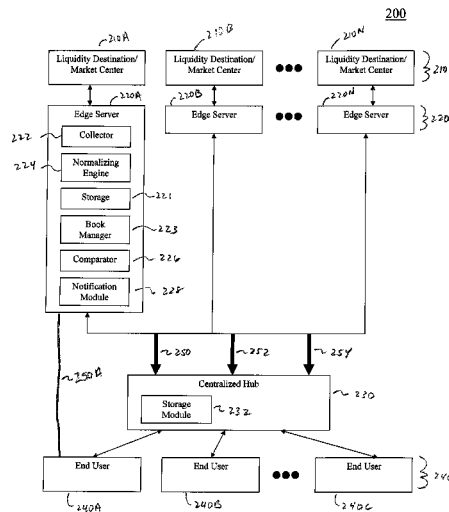 200
210A
210B
210N
Liquidity Destination/
Market Center
Liquidity Destination/
Market Center
Liquidity Destination/
Market Center
210
220A
220B
220N
Edge Server
Edge Server
Edge Server
220
222
Collector
224
Normalizing
Engine
Storage
221
Book
Manager
223
Comparator
226
Notification
Module
228
250
252
254
250A
Centralized Hub
230
Storage
Module
232
End User
End User
End User
240
240A
240B
240C